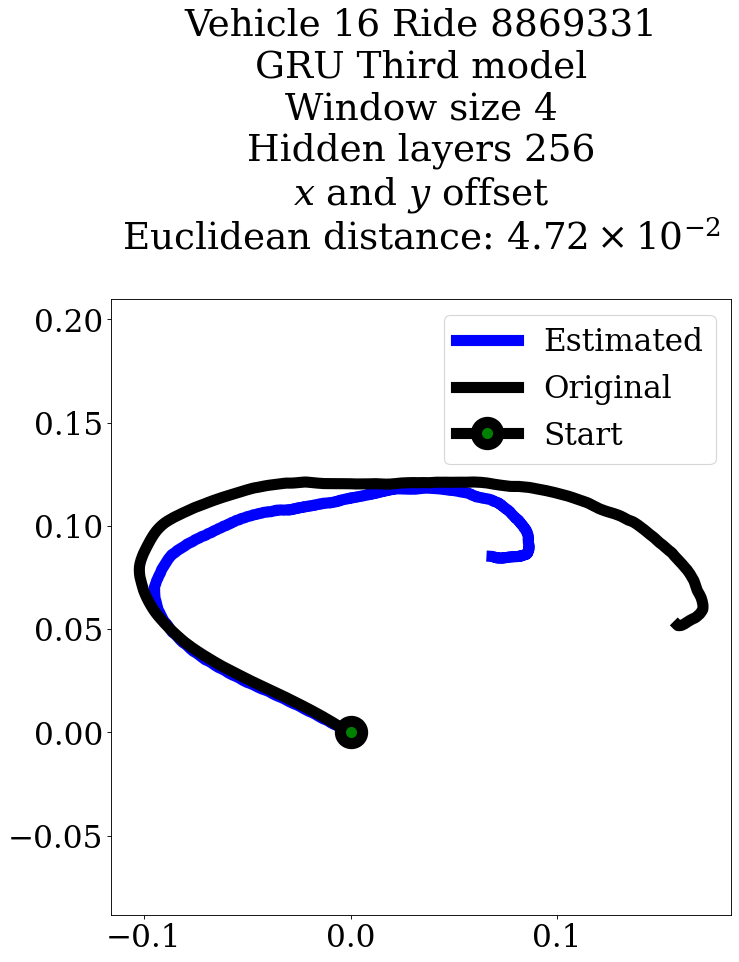 Vehicle 16 Ride 8869331
GRU Third model
Window size 4
Hidden layers 256
x and y offset
Euclidean distance: 4.72 × 10⁻²
Estimated
Original
Start
0.20
0.15
0.10
0.05
0.00
−0.05
−0.1
0.0
0.1